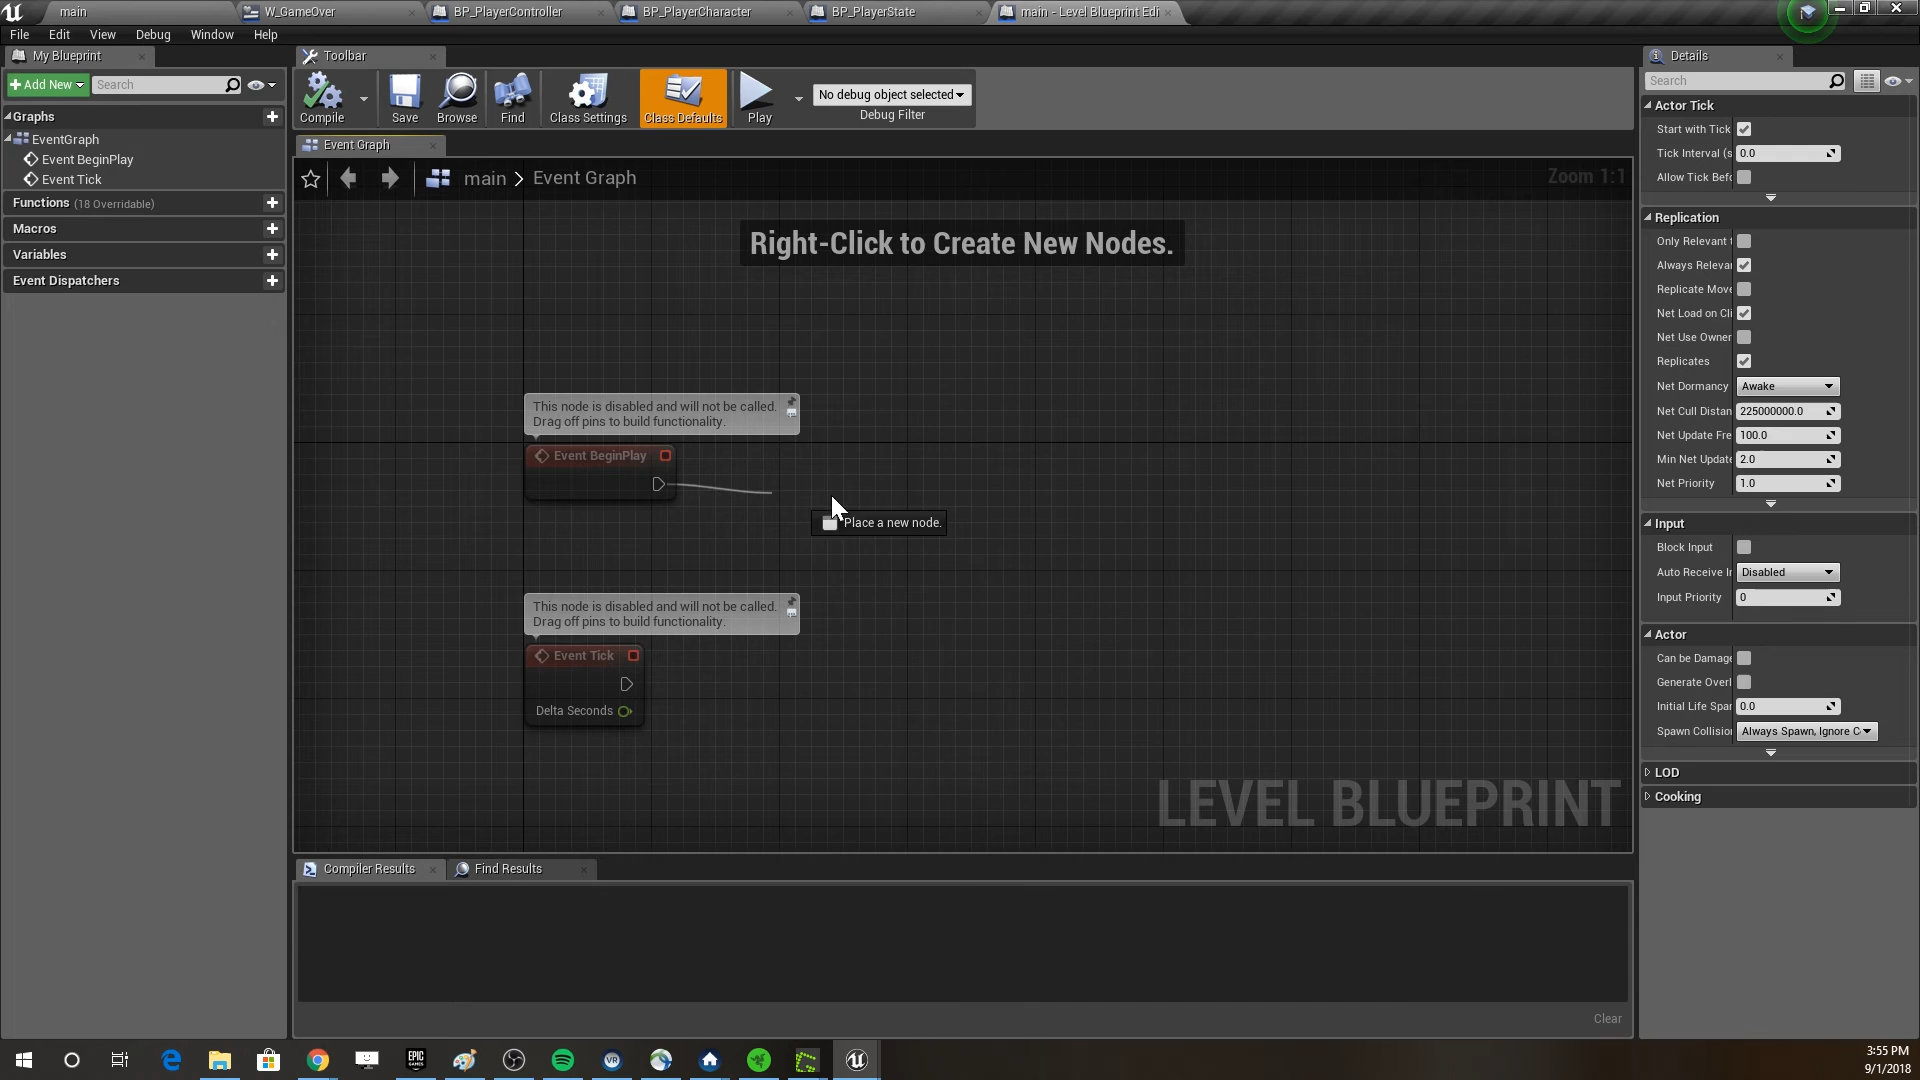 main
W_GameOver
BP_PlayerController
BP_PlayerCharacter
BP_PlayerState
main - Level Blueprint Edi
File
Edit
View
Debug
Window
Help
My Blueprint
Add New
Search
Graphs
EventGraph
Event BeginPlay
Event Tick
Functions (18 Overridable)
Macros
Variables
Event Dispatchers
Toolbar
Compile
Save
Browse
Find
Class Settings
Class Defaults
Play
No debug object selected
Debug Filter
Event Graph
main > Event Graph
Zoom 1:1
Right-Click to Create New Nodes.
This node is disabled and will not be called.
Drag off pins to build functionality.
Event BeginPlay
Place a new node.
This node is disabled and will not be called.
Drag off pins to build functionality.
Event Tick
Delta Seconds
LEVEL BLUEPRINT
Compiler Results
Find Results
Clear
Details
Search
Actor Tick
Start with Tick
Tick Interval (s 0.0
Allow Tick Befo
Replication
Only Relevant t
Always Relevan
Replicate Move
Net Load on Cli
Net Use Owner
Replicates
Net Dormancy Awake
Net Cull Distan 225000000.0
Net Update Fre 100.0
Min Net Update 2.0
Net Priority 1.0
Input
Block Input
Auto Receive In Disabled
Input Priority 0
Actor
Can be Damage
Generate Overl
Initial Life Span 0.0
Spawn Collision Always Spawn, Ignore C
LOD
Cooking
EPIC
GAMES
VR
3:55 PM
9/1/2018